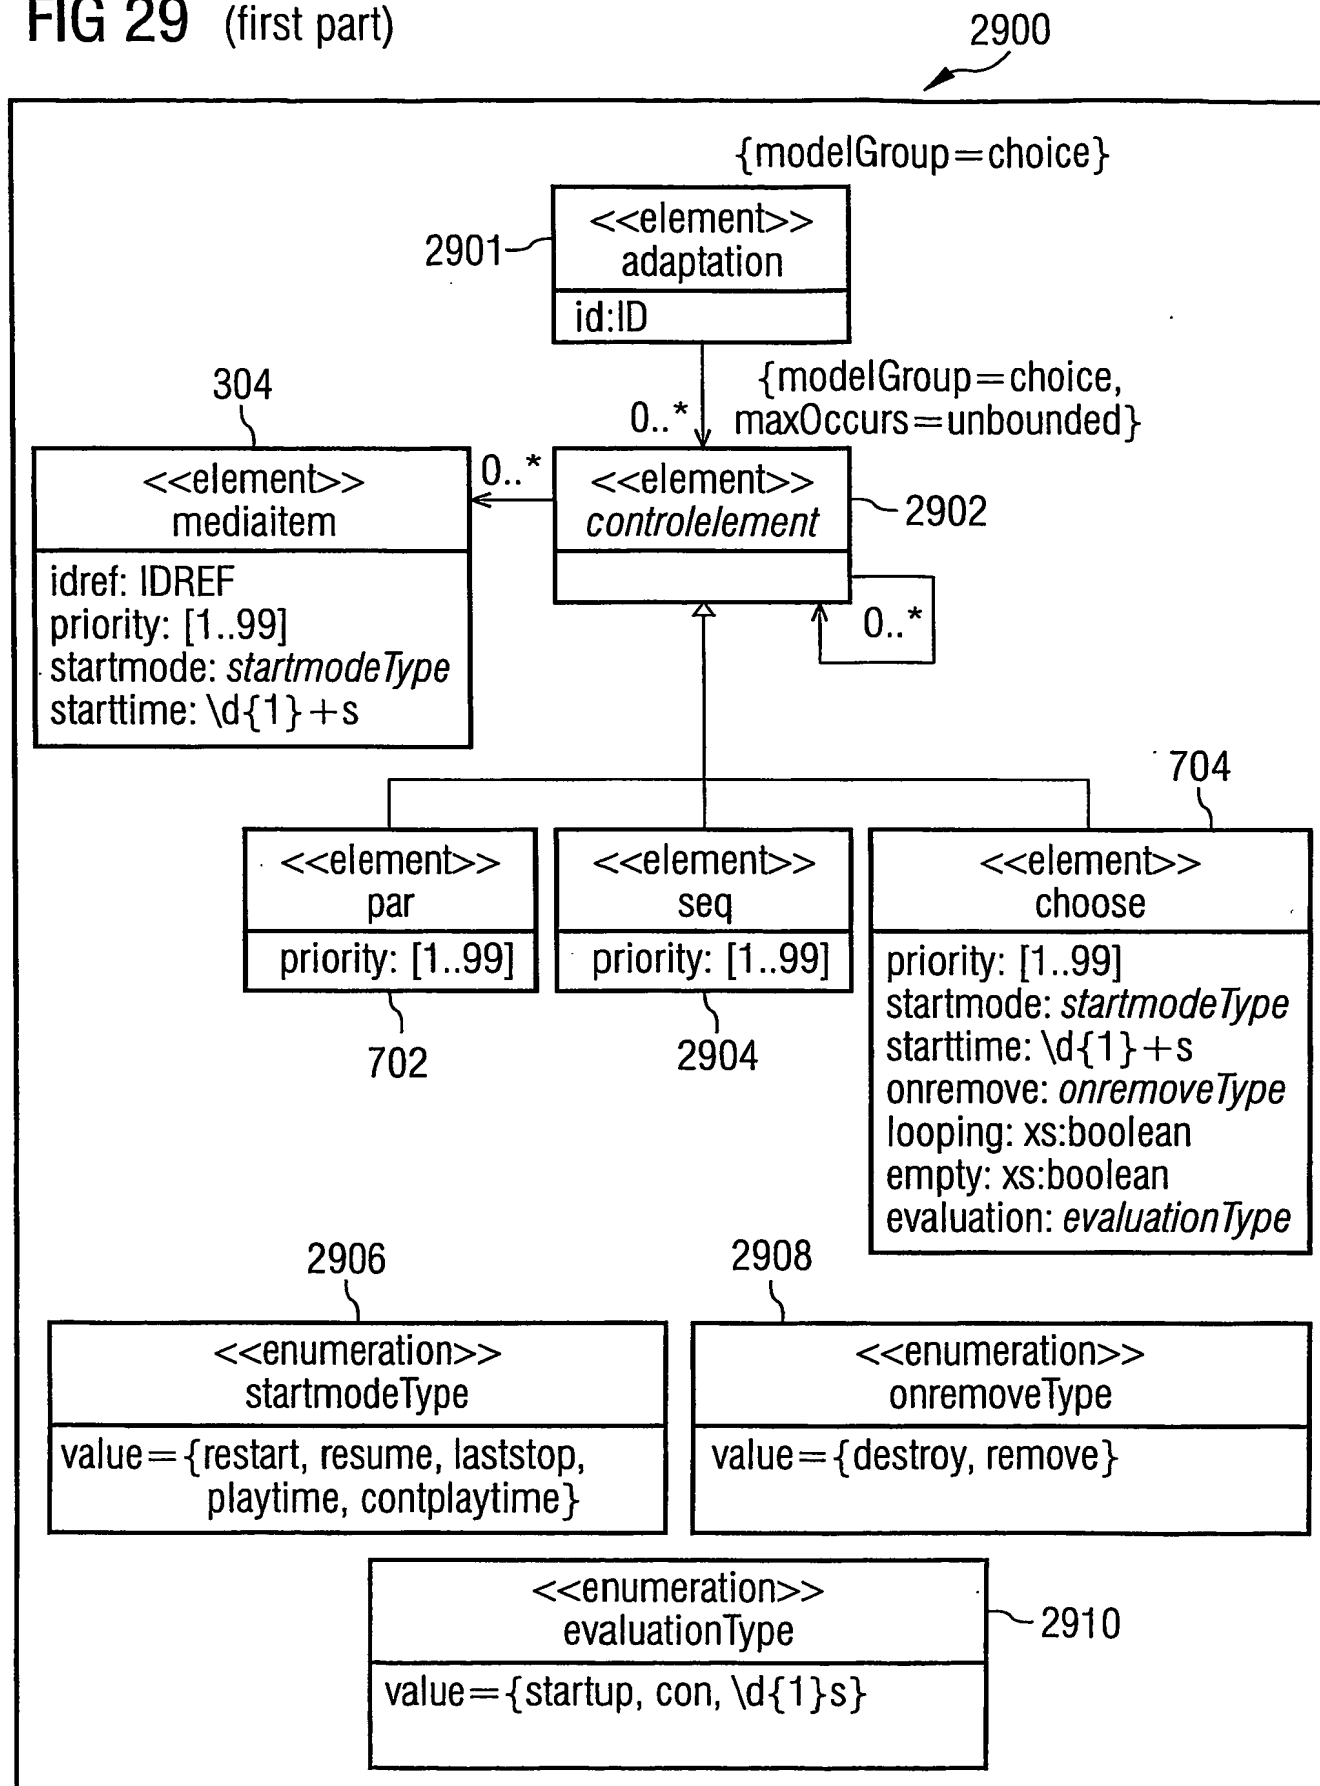 FIG 29 (first part)
2900
{modelGroup=choice}
<<element>>
adaptation
2901
id:ID
{modelGroup=choice,
maxOccurs=unbounded}
0..*
304
<<element>>
mediaitem
idref: IDREF
priority: [1..99]
startmode: startmodeType
starttime: \d{1}+s
0..*
<<element>>
controlelement
2902
0..*
704
<<element>>
par
priority: [1..99]
702
<<element>>
seq
priority: [1..99]
2904
<<element>>
choose
priority: [1..99]
startmode: startmodeType
starttime: \d{1}+s
onremove: onremoveType
looping: xs:boolean
empty: xs:boolean
evaluation: evaluationType
2906
<<enumeration>>
startmodeType
value={restart, resume, laststop,
playtime, contplaytime}
2908
<<enumeration>>
onremoveType
value={destroy, remove}
<<enumeration>>
evaluationType
2910
value={startup, con, \d{1}s}